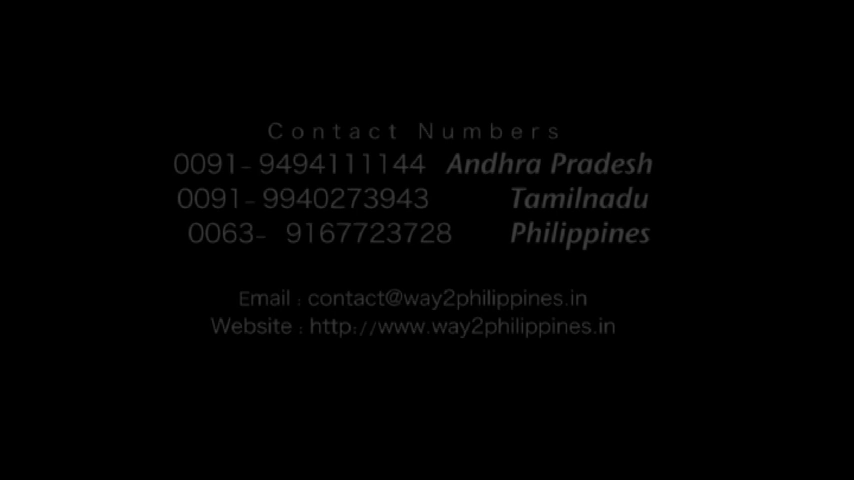 Contact Numbers
0091- 9494111144 Andhra Pradesh
0091- 9940273943 Tamilnadu
0063- 9167723728 Philippines
Email : contact@way2philippines.in
Website : http://www.way2philippines.in